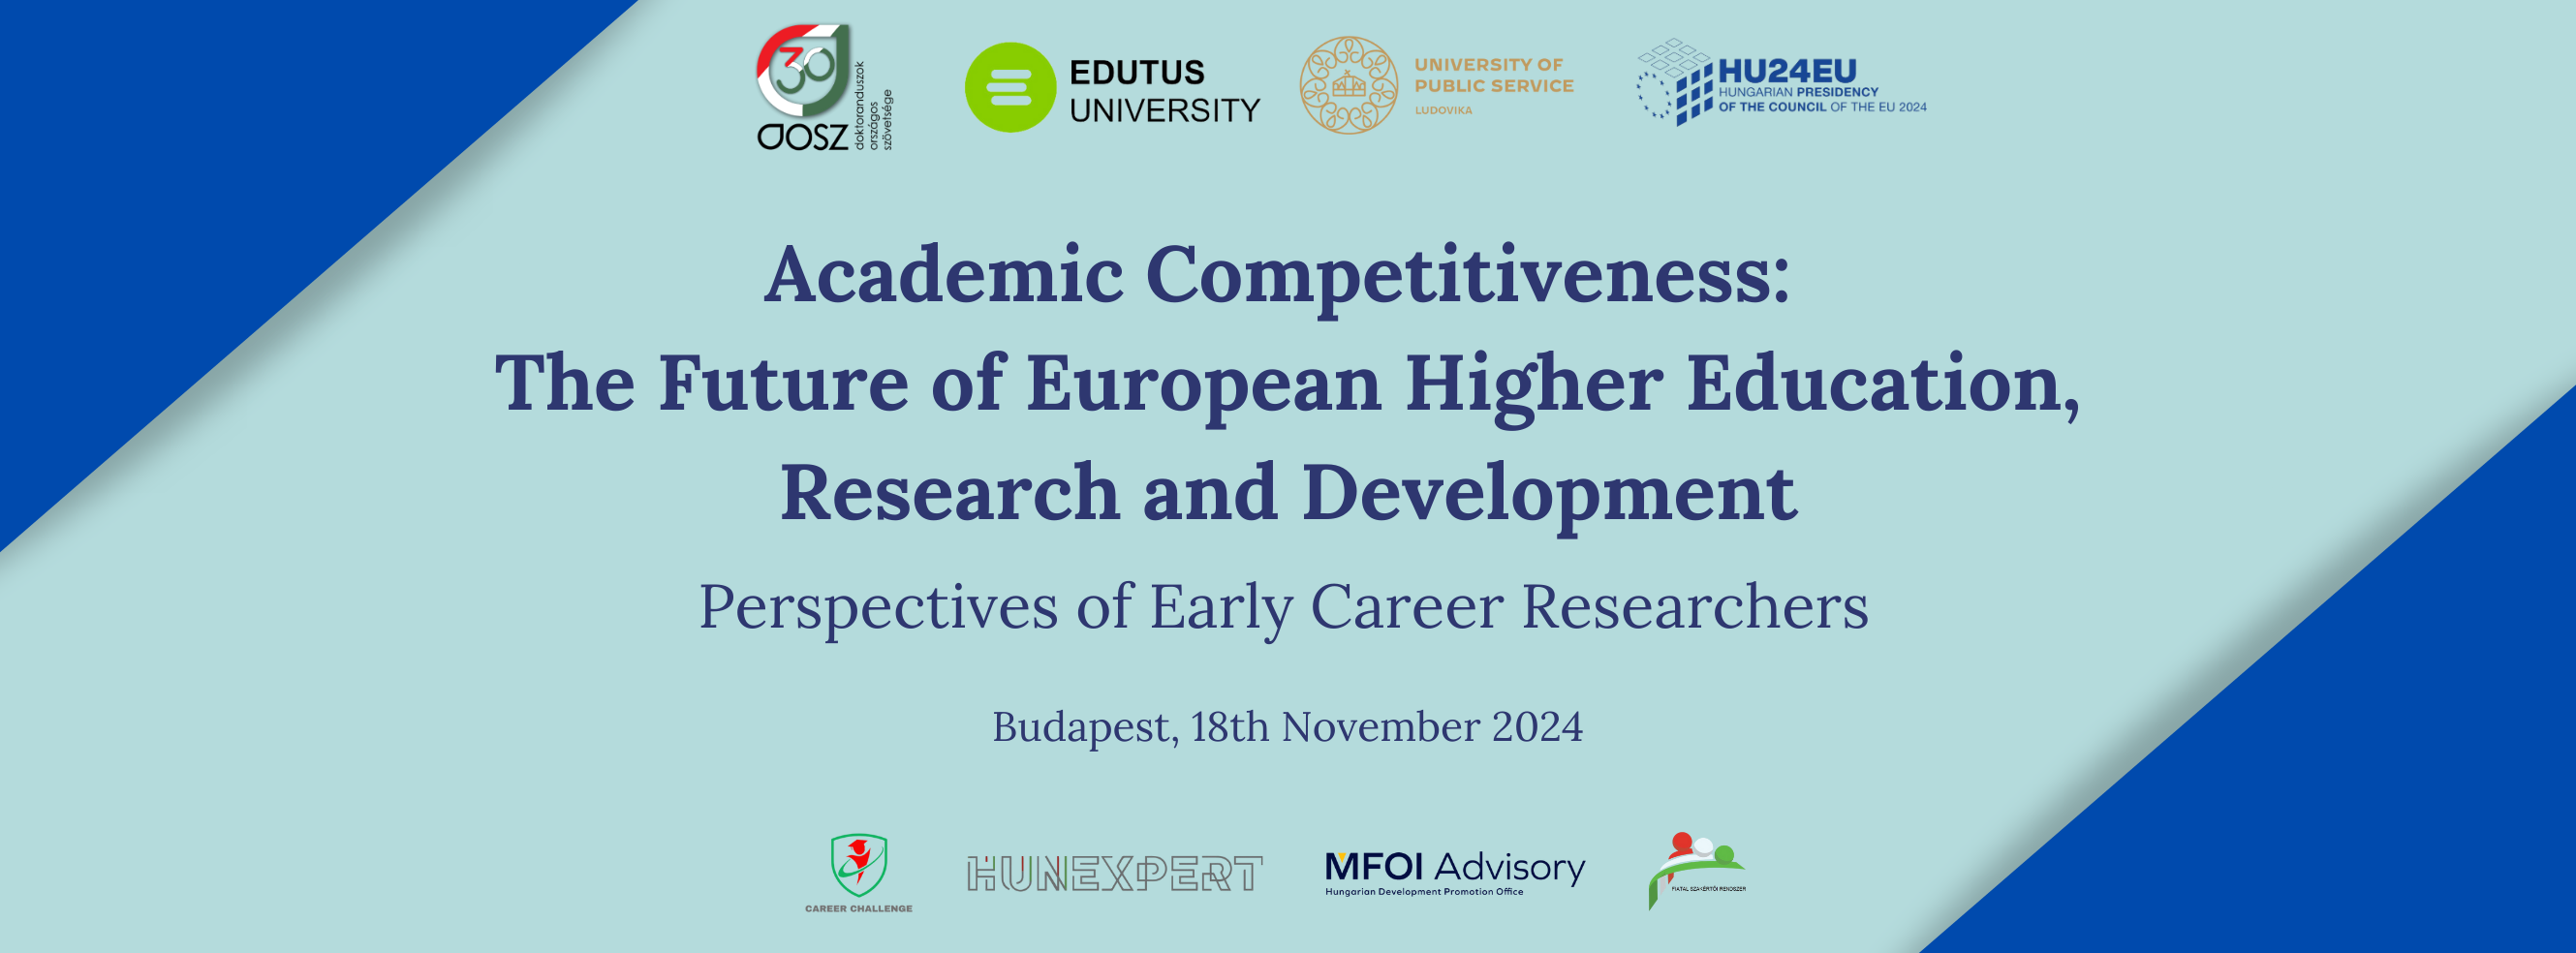 30
DOSZ
doktoranduszok
országos
szövetsége
EDUTUS
UNIVERSITY
UNIVERSITY OF
PUBLIC SERVICE
LUDOVIKA
HU24EU
HUNGARIAN PRESIDENCY
OF THE COUNCIL OF THE EU 2024
Academic Competitiveness:
The Future of European Higher Education,
Research and Development
Perspectives of Early Career Researchers
Budapest, 18th November 2024
CAREER CHALLENGE
HUNEXPERT
MFOI Advisory
Hungarian Development Promotion Office
FIATAL SZAKÉRTŐI RENDSZER